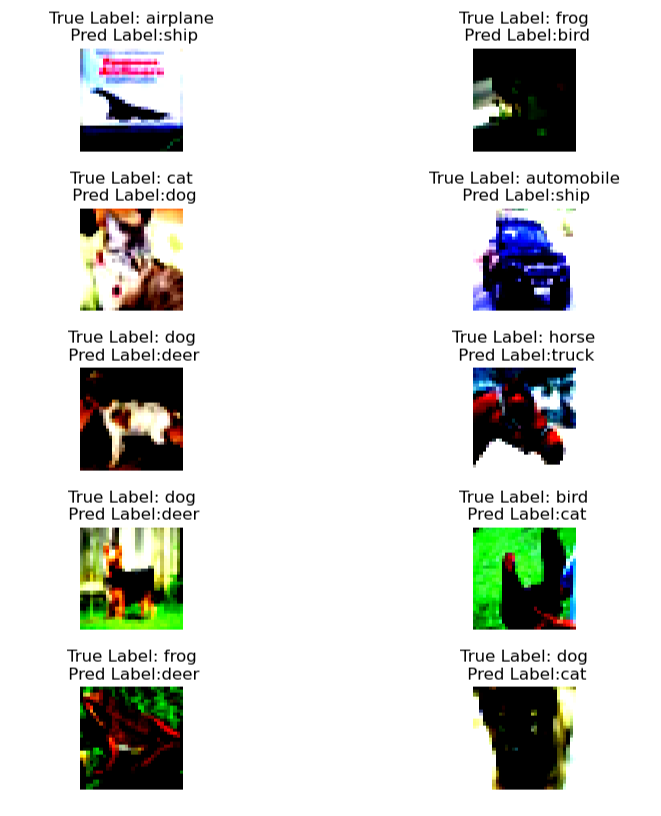 True Label: airplane
Pred Label:ship
True Label: frog
Pred Label:bird
True Label: cat
Pred Label:dog
True Label: automobile
Pred Label:ship
True Label: dog
Pred Label:deer
True Label: horse
Pred Label:truck
True Label: dog
Pred Label:deer
True Label: bird
Pred Label:cat
True Label: frog
Pred Label:deer
True Label: dog
Pred Label:cat